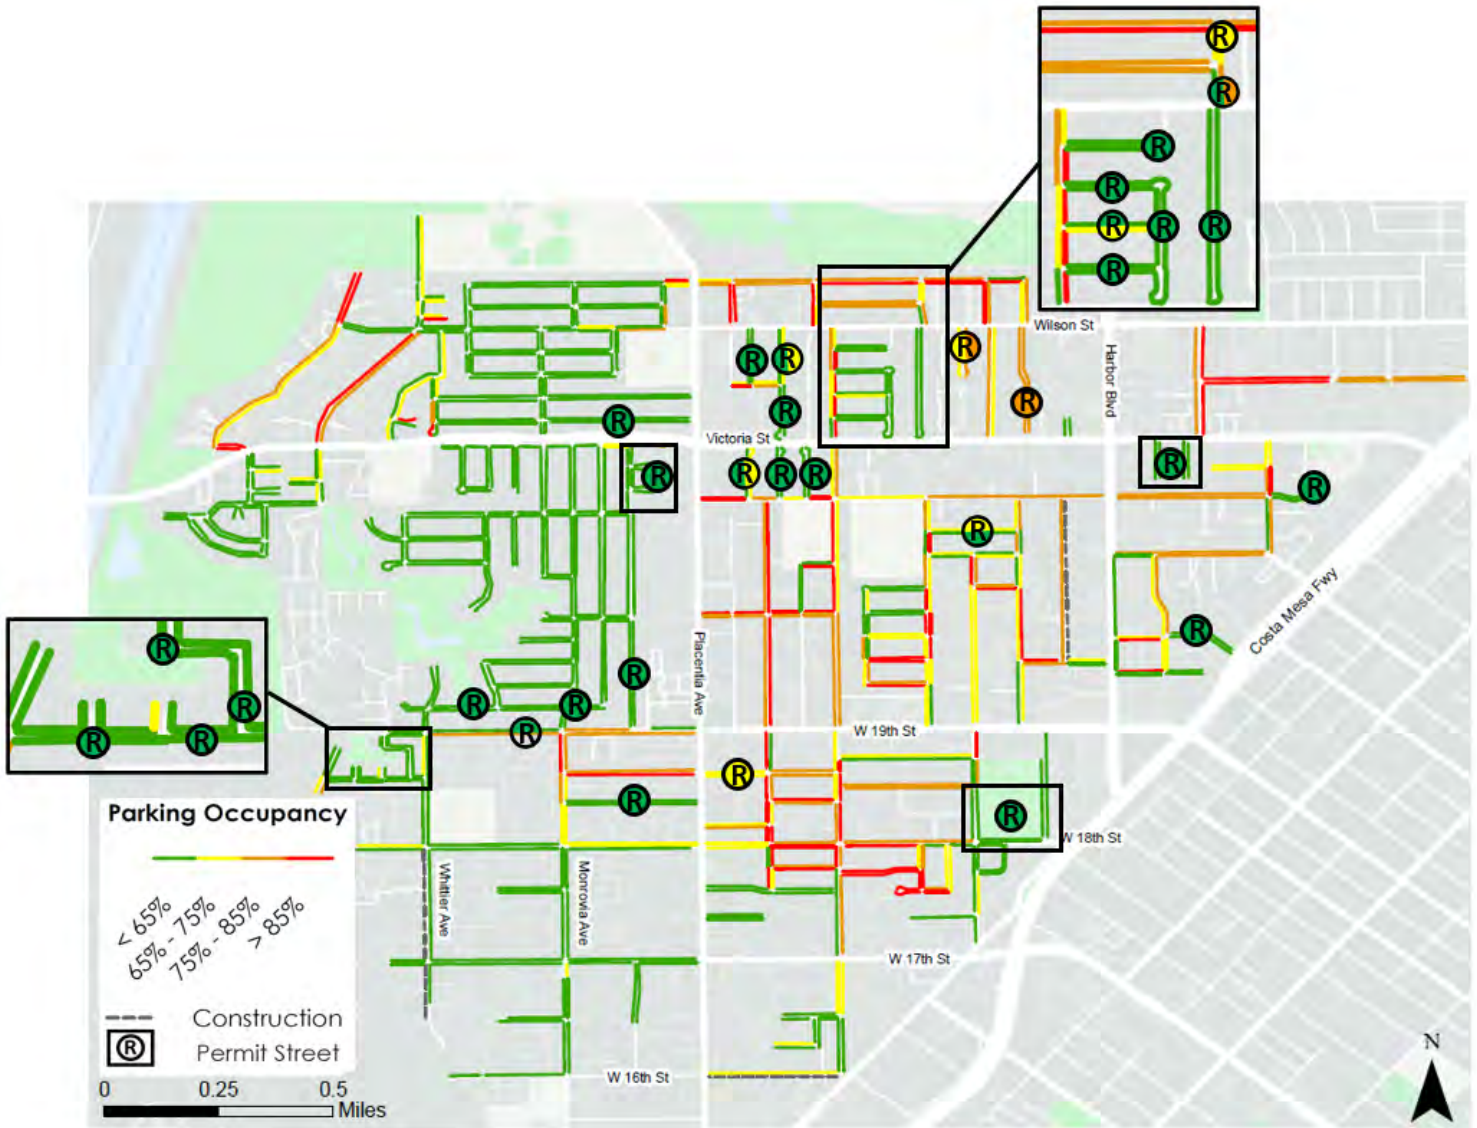 R
R
R
R
R
R
R
R
Wilson St
Harbor Blvd
R
R
R
R
R
R
Victoria St
R
R
R
R
R
R
R
Costa Mesa Fwy
R
R
R
R
R
Placentia Ave
R
R
R
R
R
R
W 19th St
R
R
R
Parking Occupancy
W 18th St
< 65%
65% - 75%
75% - 85%
> 85%
Whittier Ave
Monrovia Ave
W 17th St
Construction
R Permit Street
N
W 16th St
0 0.25 0.5
Miles